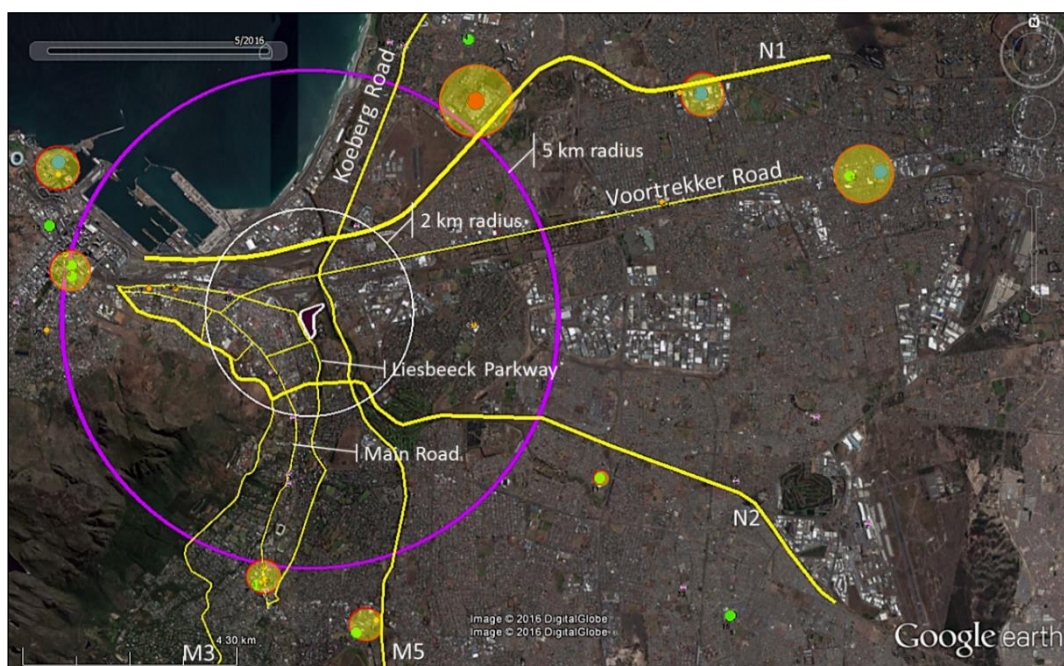 5/2016
N
N1
Koeberg Road
5 km radius
Voortrekker Road
2 km radius
Liesbeeck Parkway
Main Road
N2
Image © 2016 DigitalGlobe
Image © 2016 DigitalGlobe
Google earth
4.30 km
M3
M5